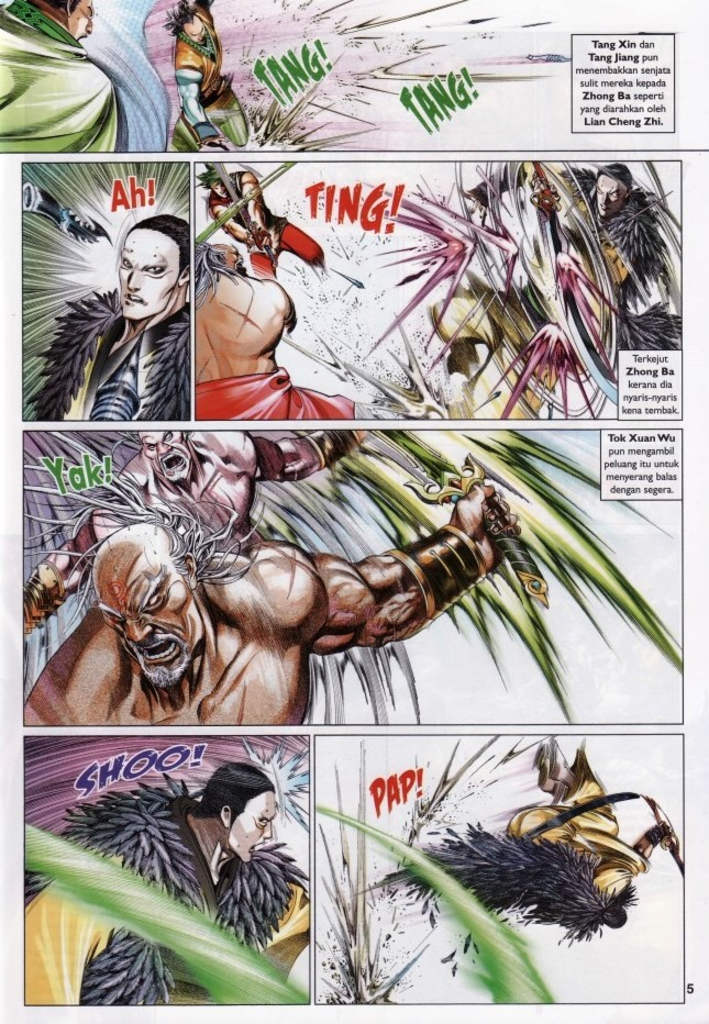 TANG!
TANG!
Tang Xin dan
Tang Jiang pun
menembakkan senjata
sulit mereka kepada
Zhong Ba seperti
yang diarahkan oleh
Lian Cheng Zhi.
Ah!
TING!
Terkejut
Zhong Ba
kerana dia
nyaris-nyaris
kena tembak.
Yak!
Tok Xuan Wu
pun mengambil
peluang itu untuk
menyerang balas
dengan segera.
SHOO!
PAP!
5